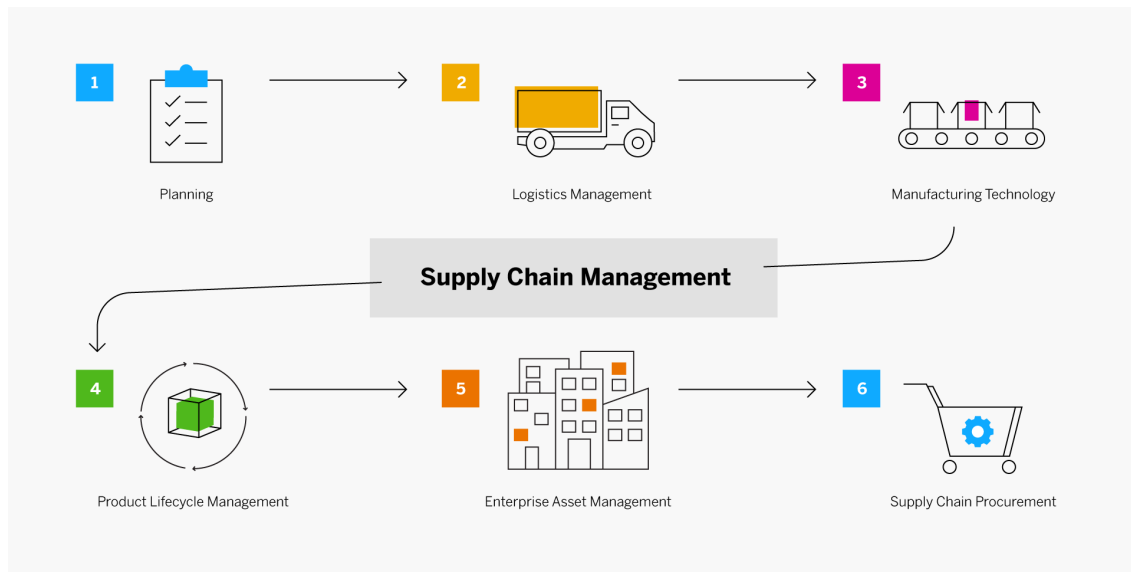 1
2
3
Planning
Logistics Management
Manufacturing Technology
Supply Chain Management
4
5
6
Product Lifecycle Management
Enterprise Asset Management
Supply Chain Procurement